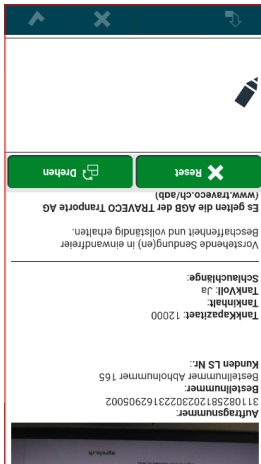 Auftragsnummer:
31108258120230223162905002
Bestellnummer:
Bestellnummer Abholnummer 165
Kunden LS Nr.:
TankKapazitaet: 12000
Tankinhalt:
TankVoll: Ja
Schlauchlänge:
Vorstehende Sendung(en) in einwandfreier
Beschaffenheit und vollständig erhalten.
Es gelten die AGB der TRAVECO Tranporte AG
(www.traveco.ch/agb)
Reset Drehen